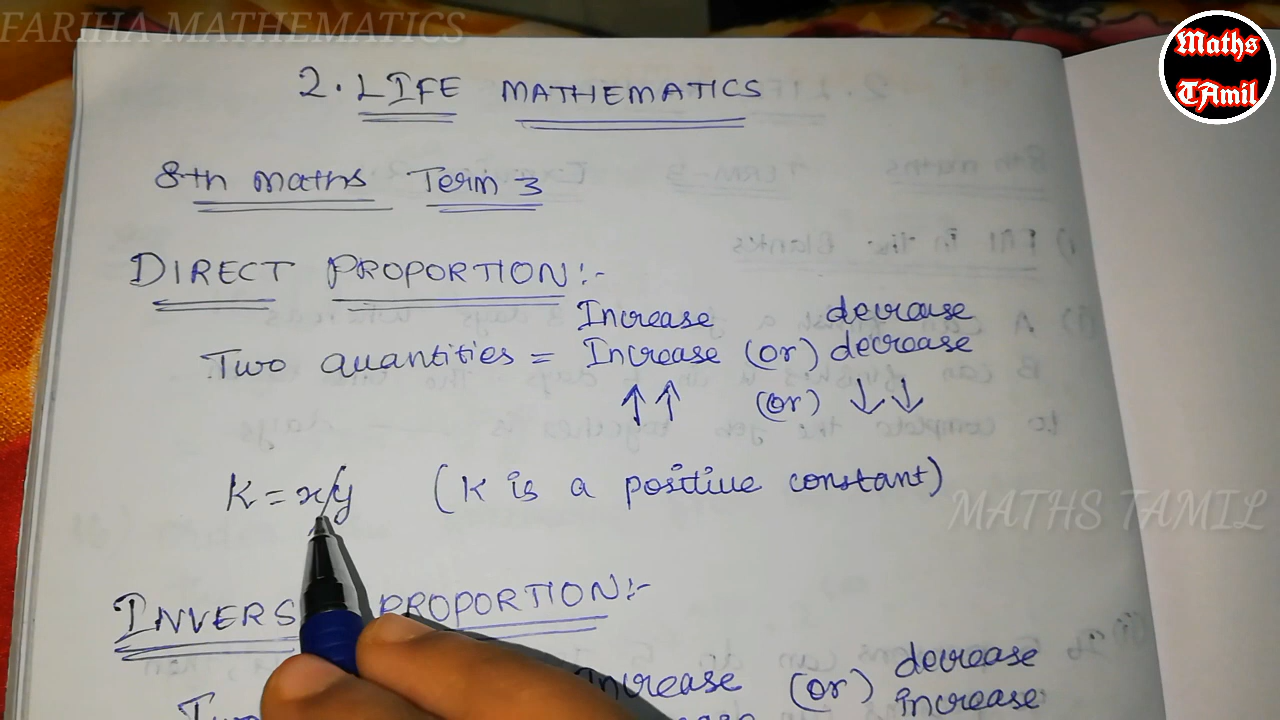 FARIHA MATHEMATICS
Maths
TAmil
2. LIFE MATHEMATICS
8th maths Term 3
DIRECT PROPORTION:-
Increase decrease
Two quantities = Increase (or) decrease
↑↑ (or) ↓↓
K = x/y (K is a positive constant)
MATHS TAMIL
INVERS PROPORTION:-
decrease
Increase (or) increase